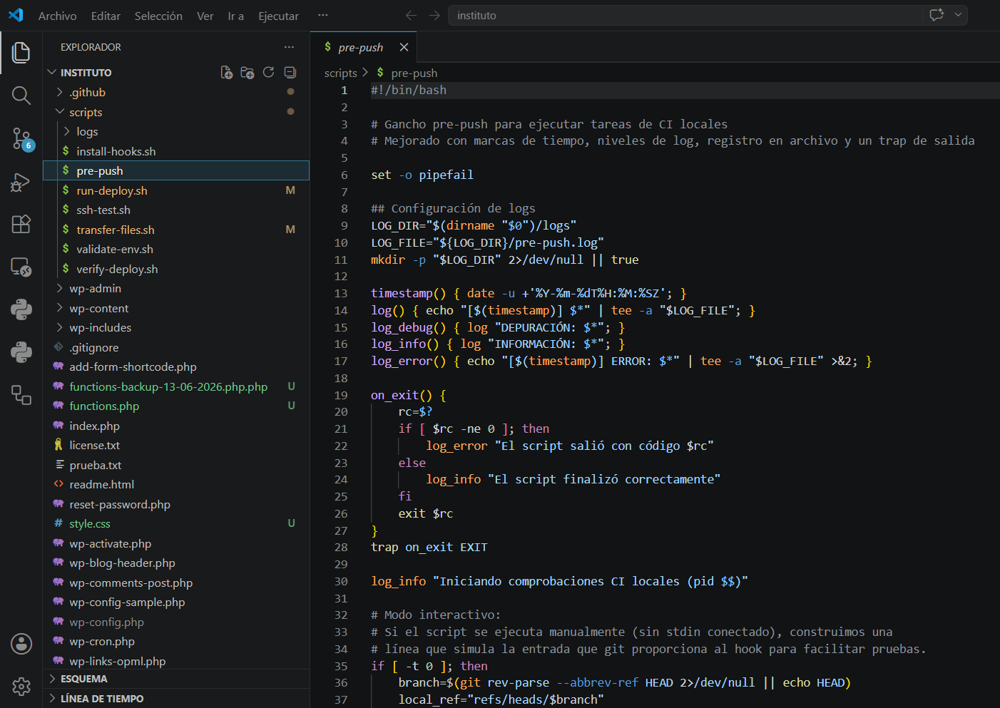 Archivo Editar Selección Ver Ir a Ejecutar ··· instituto
EXPLORADOR ···
INSTITUTO
.github
scripts
logs
$ install-hooks.sh
$ pre-push
$ run-deploy.sh M
$ ssh-test.sh
$ transfer-files.sh M
$ validate-env.sh
$ verify-deploy.sh
wp-admin
wp-content
wp-includes
.gitignore
add-form-shortcode.php
functions-backup-13-06-2026.php.php U
functions.php U
index.php
license.txt
prueba.txt
readme.html
reset-password.php
# style.css U
wp-activate.php
wp-blog-header.php
wp-comments-post.php
wp-config-sample.php
wp-config.php
wp-cron.php
wp-links-opml.php
ESQUEMA
LÍNEA DE TIEMPO
6
$ pre-push
scripts > $ pre-push
1 #!/bin/bash
2
3 # Gancho pre-push para ejecutar tareas de CI locales
4 # Mejorado con marcas de tiempo, niveles de log, registro en archivo y un trap de salida
5
6 set -o pipefail
7
8 ## Configuración de logs
9 LOG_DIR="$(dirname "$0")/logs"
10 LOG_FILE="${LOG_DIR}/pre-push.log"
11 mkdir -p "$LOG_DIR" 2>/dev/null || true
12
13 timestamp() { date -u +'%Y-%m-%dT%H:%M:%SZ'; }
14 log() { echo "[$(timestamp)] $*" | tee -a "$LOG_FILE"; }
15 log_debug() { log "DEPURACIÓN: $*"; }
16 log_info() { log "INFORMACIÓN: $*"; }
17 log_error() { echo "[$(timestamp)] ERROR: $*" | tee -a "$LOG_FILE" >&2; }
18
19 on_exit() {
20 rc=$?
21 if [ $rc -ne 0 ]; then
22 log_error "El script salió con código $rc"
23 else
24 log_info "El script finalizó correctamente"
25 fi
26 exit $rc
27 }
28 trap on_exit EXIT
29
30 log_info "Iniciando comprobaciones CI locales (pid $$)"
31
32 # Modo interactivo:
33 # Si el script se ejecuta manualmente (sin stdin conectado), construimos una
34 # línea que simula la entrada que git proporciona al hook para facilitar pruebas.
35 if [ -t 0 ]; then
36 branch=$(git rev-parse --abbrev-ref HEAD 2>/dev/null || echo HEAD)
37 local_ref="refs/heads/$branch"